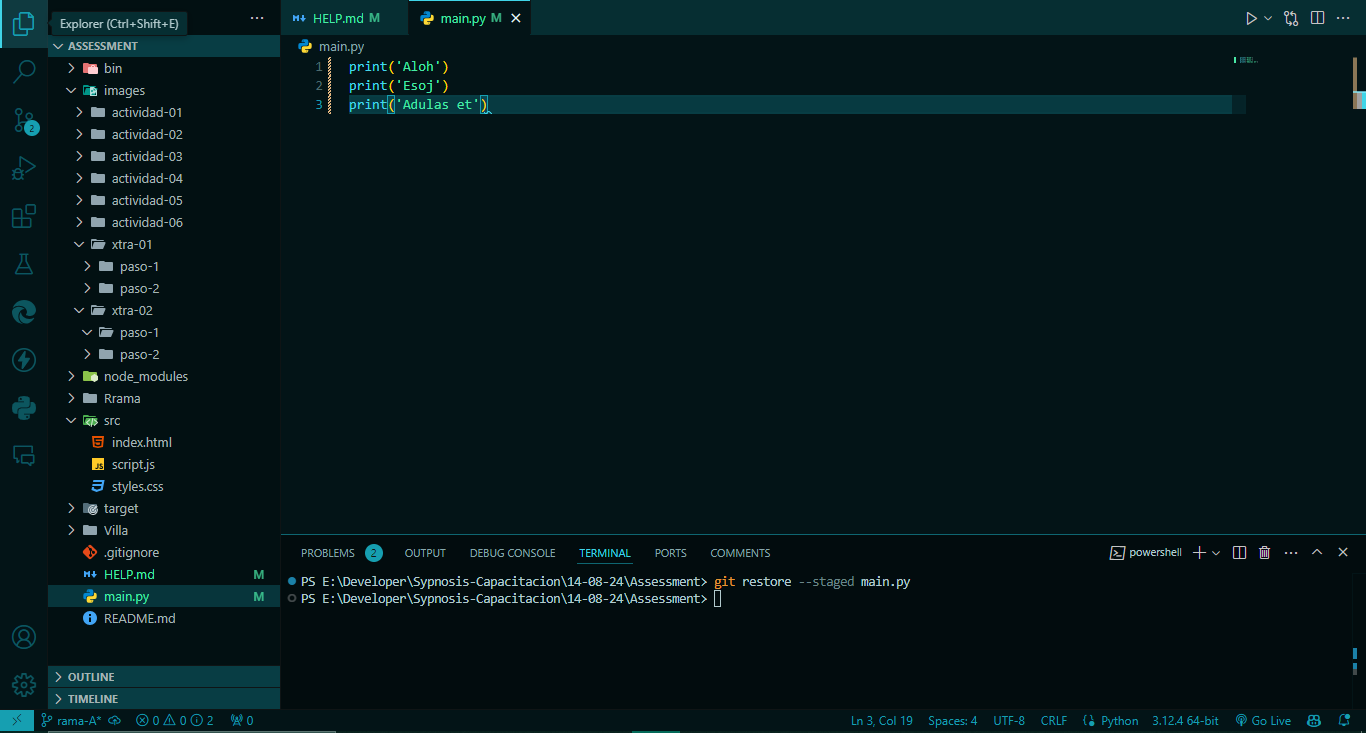 Explorer (Ctrl+Shift+E)
HELP.md M
main.py M
ASSESSMENT
bin
images
actividad-01
actividad-02
actividad-03
actividad-04
actividad-05
actividad-06
xtra-01
paso-1
paso-2
xtra-02
paso-1
paso-2
node_modules
Rrama
src
index.html
script.js
styles.css
target
Villa
.gitignore
HELP.md M
main.py M
README.md
OUTLINE
TIMELINE
2
main.py
1 print('Aloh')
2 print('Esoj')
3 print('Adulas et')
PROBLEMS 2 OUTPUT DEBUG CONSOLE TERMINAL PORTS COMMENTS
powershell
PS E:\Developer\Sypnosis-Capacitacion\14-08-24\Assessment> git restore --staged main.py
PS E:\Developer\Sypnosis-Capacitacion\14-08-24\Assessment>
rama-A* 0 0 2 0
Ln 3, Col 19 Spaces: 4 UTF-8 CRLF Python 3.12.4 64-bit Go Live